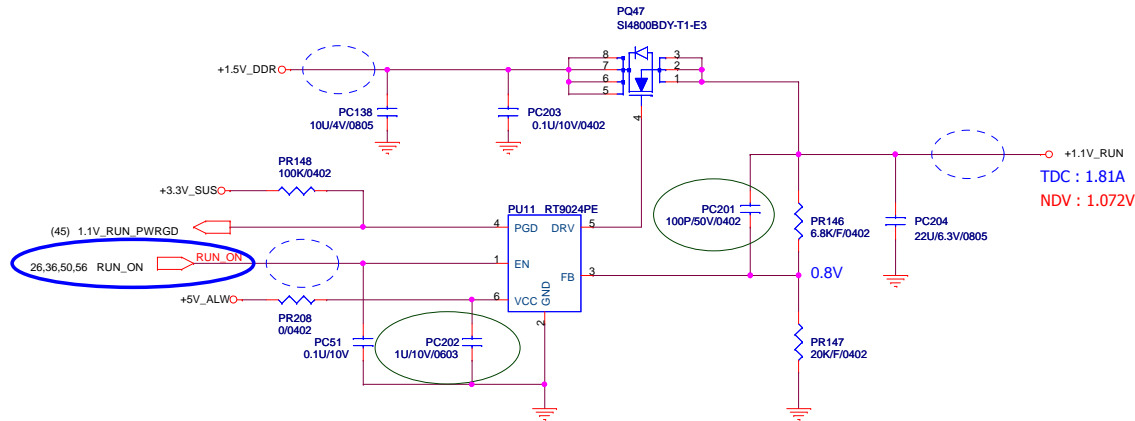 PQ47
SI4800BDY-T1-E3
8
7
6
5
3
2
1
4
+1.5V_DDR
PC138
10U/4V/0805
PC203
0.1U/10V/0402
+1.1V_RUN
TDC : 1.81A
NDV : 1.072V
PR148
100K/0402
+3.3V_SUS
PU11 RT9024PE
PC201
100P/50V/0402
PR146
6.8K/F/0402
PC204
22U/6.3V/0805
(45) 1.1V_RUN_PWRGD
4
PGD
DRV
5
26,36,50,56 RUN_ON
RUN_ON
1
EN
FB
3
0.8V
+5V_ALW
6
VCC
GND
2
PR208
0/0402
PC51
0.1U/10V
PC202
1U/10V/0603
PR147
20K/F/0402